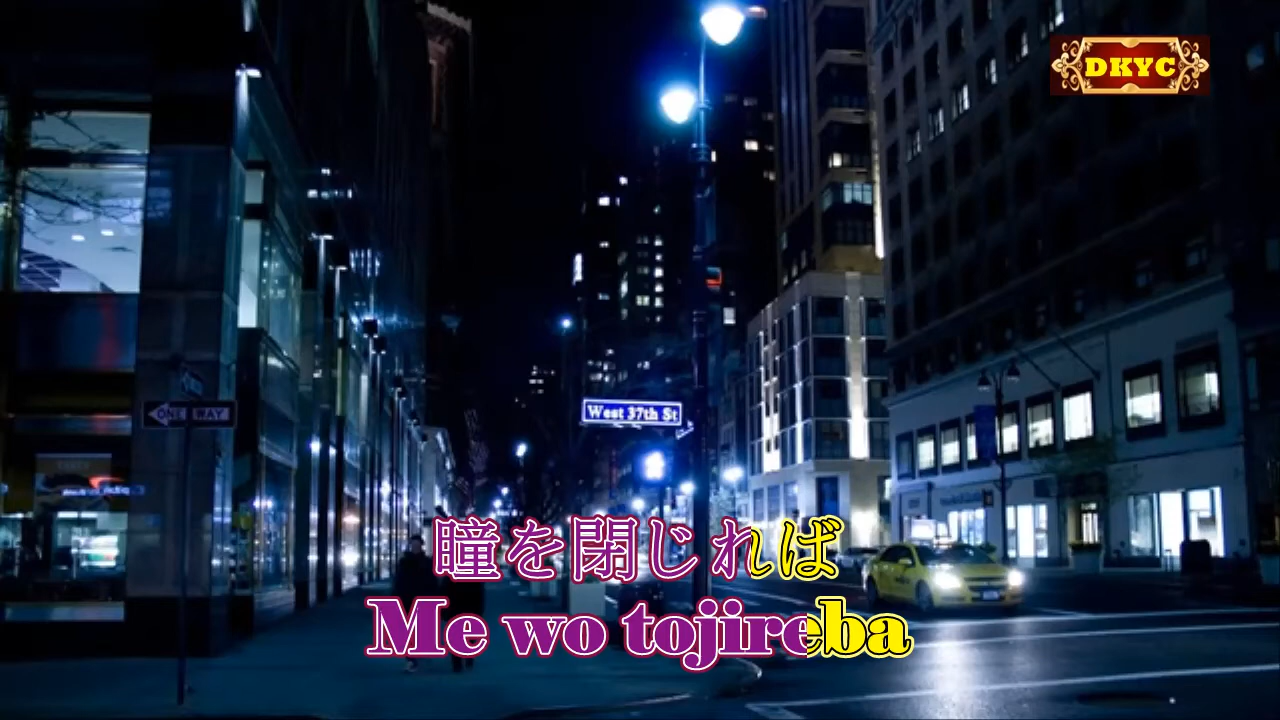 DKYC
West 37th St
ONE WAY
瞳を閉じれば
Me wo tojireba